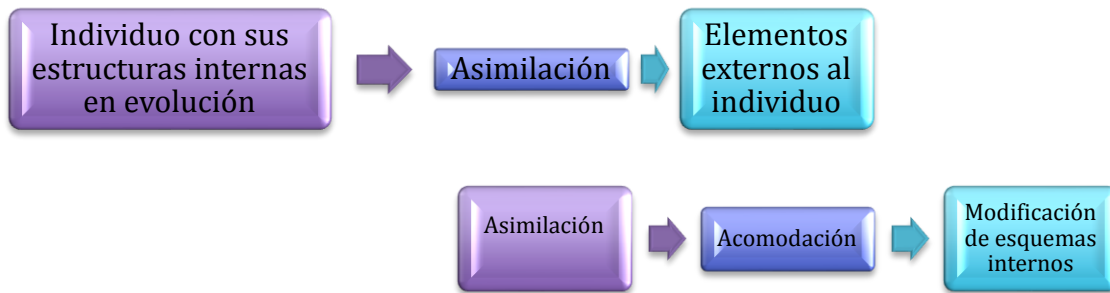 Individuo con sus
estructuras internas
en evolución
Asimilación
Elementos
externos al
individuo
Asimilación
Acomodación
Modificación
de esquemas
internos